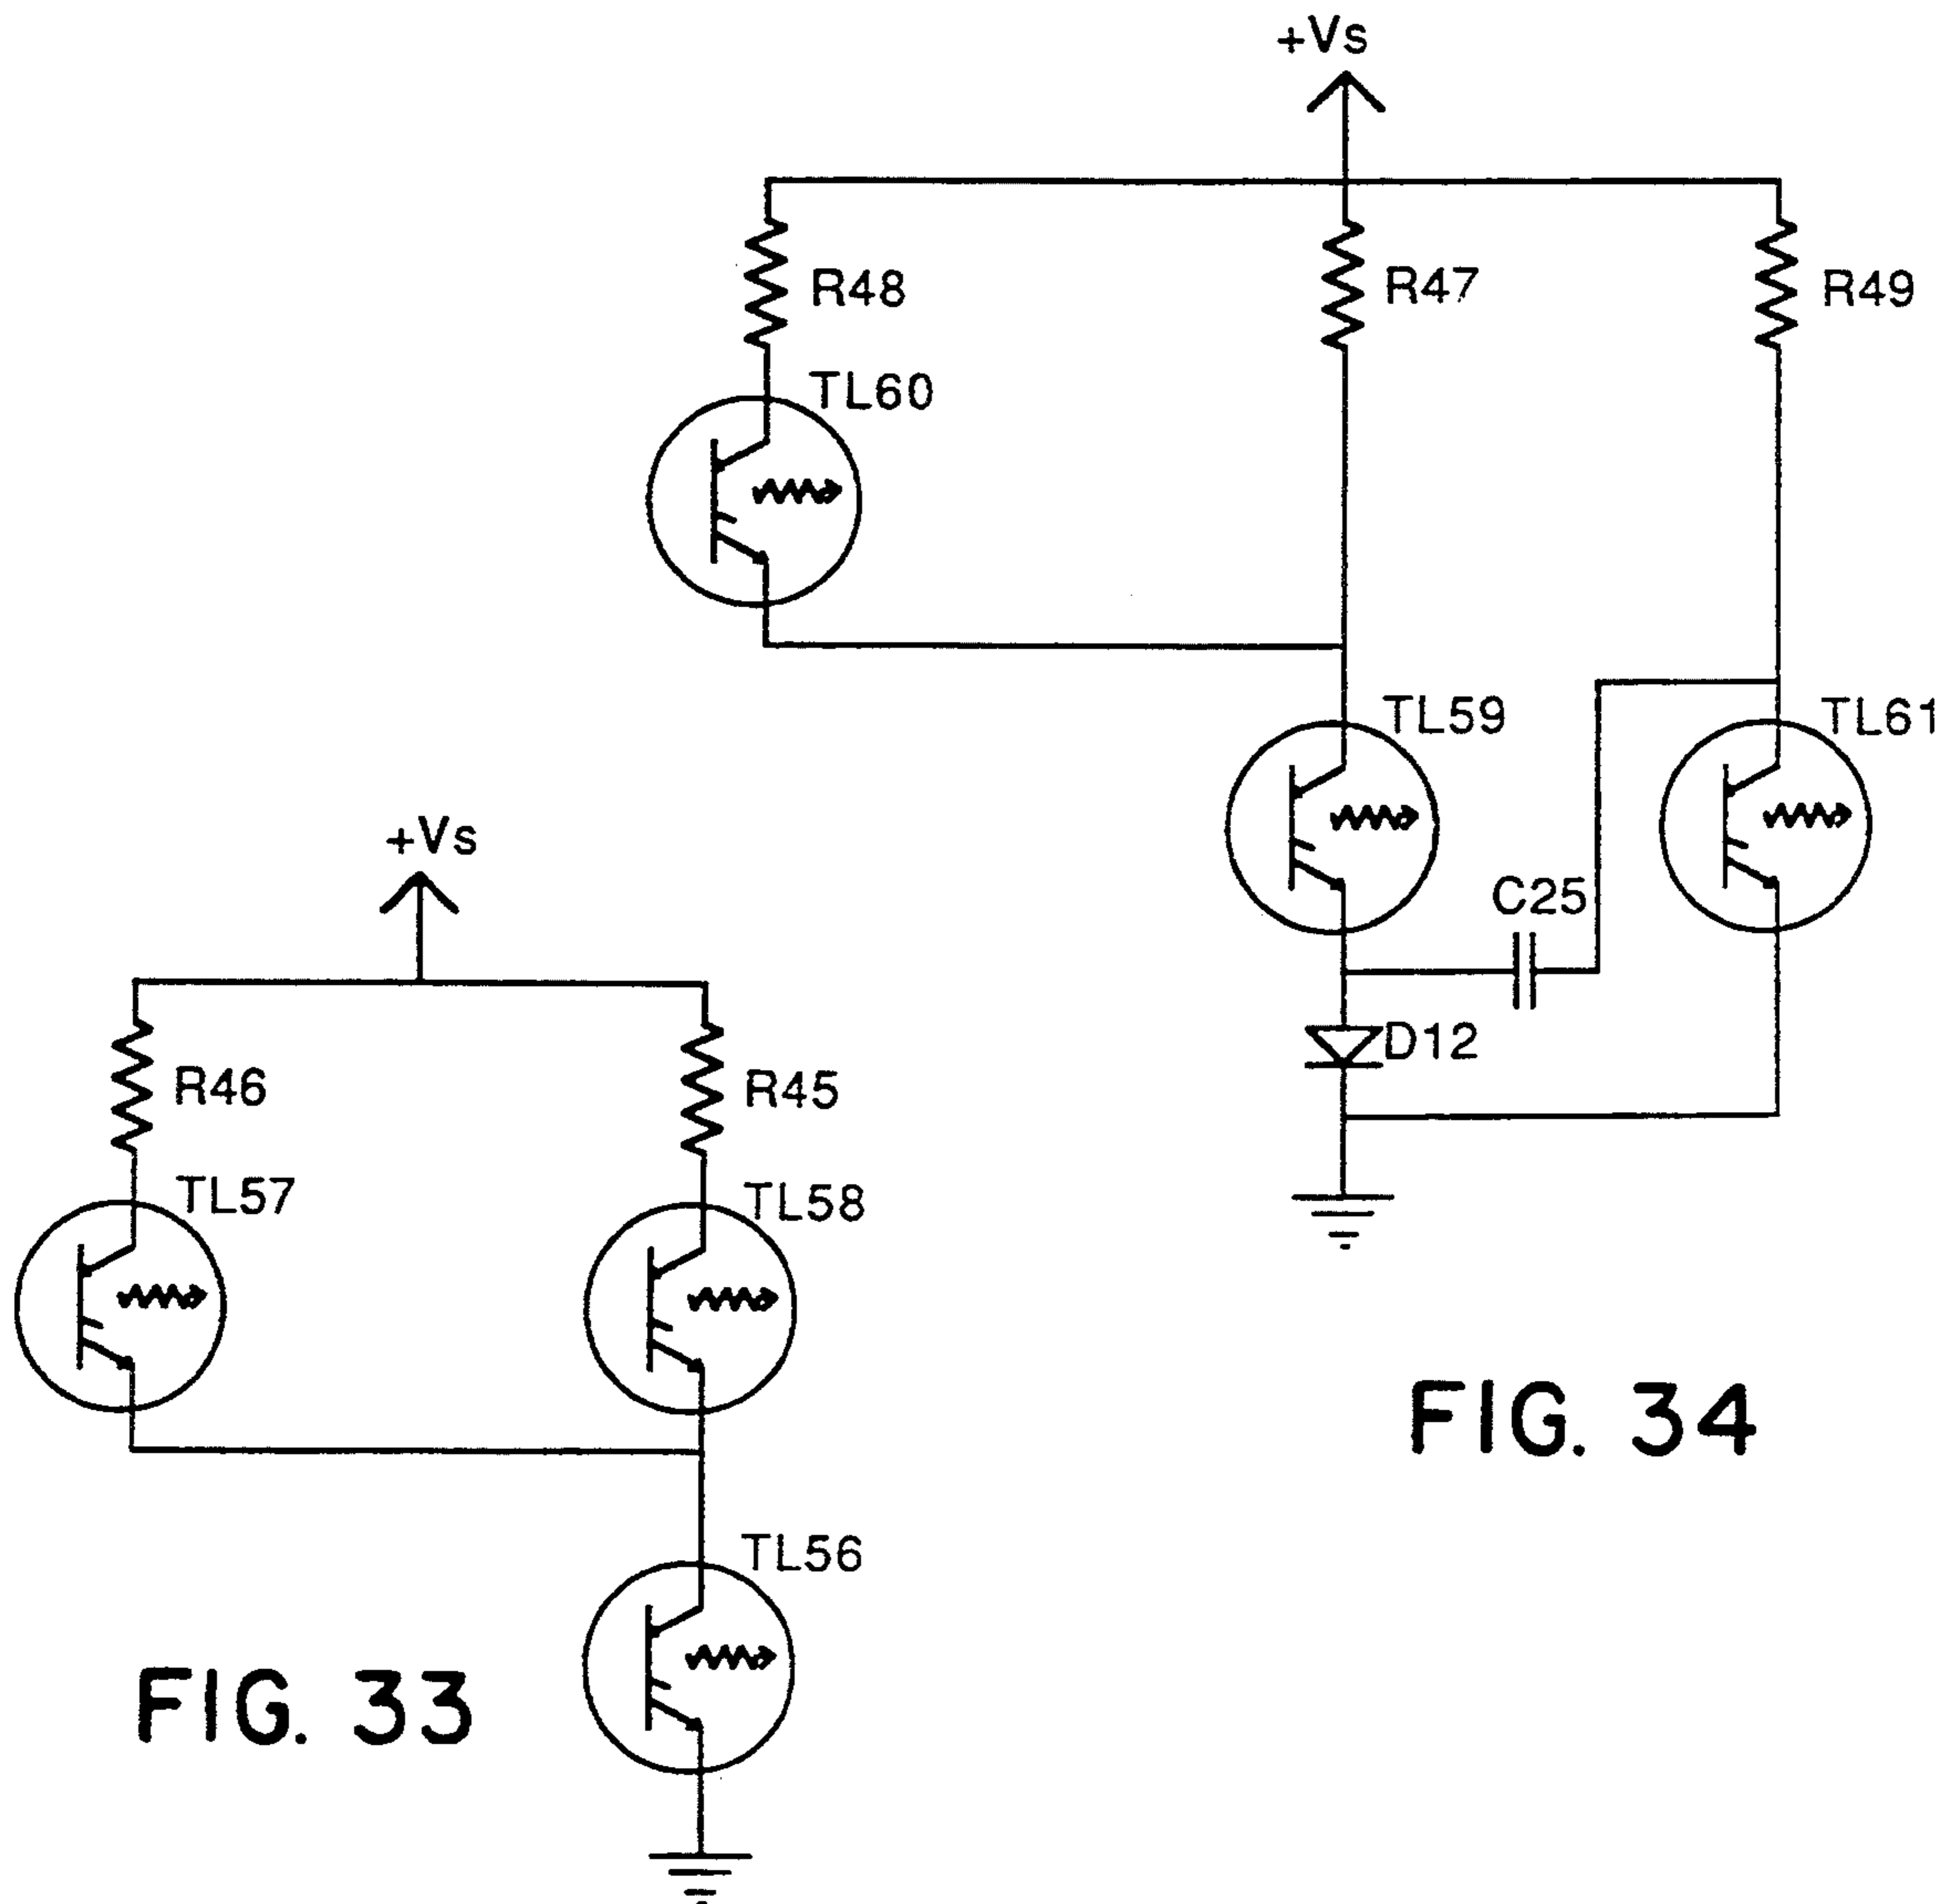 +Vs
R48
R47
R49
TL60
TL59
TL61
C25
D12
FIG. 34
+Vs
R46
R45
TL57
TL58
TL56
FIG. 33